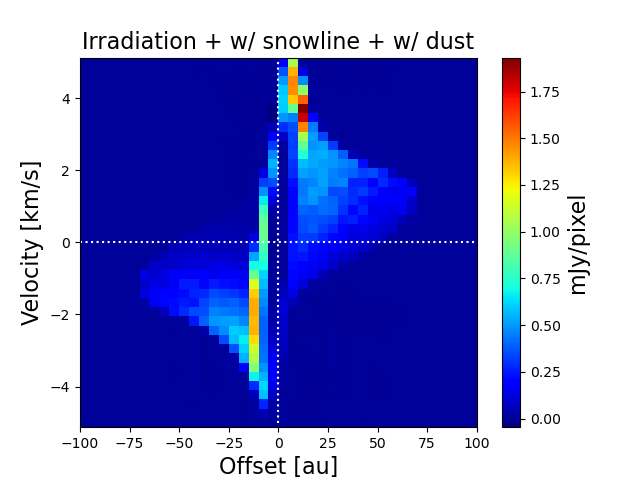 Irradiation + w/ snowline + w/ dust
Velocity [km/s]
4
2
0
−2
−4
−100 −75 −50 −25 0 25 50 75 100
Offset [au]
1.75
1.50
1.25
1.00
0.75
0.50
0.25
0.00
mJy/pixel